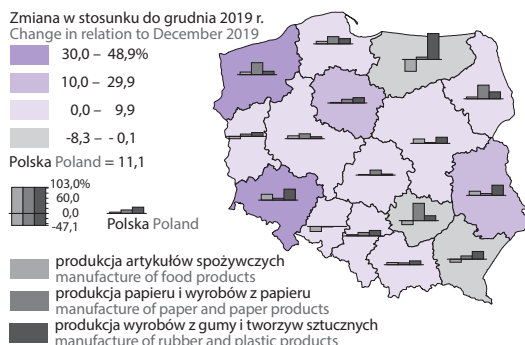 Zmiana w stosunku do grudnia 2019 r.
Change in relation to December 2019
30,0 – 48,9%
10,0 – 29,9
0,0 – 9,9
-8,3 – - 0,1
Polska Poland = 11,1
103,0%
60,0
0,0
-47,1
Polska Poland
produkcja artykułów spożywczych
manufacture of food products
produkcja papieru i wyrobów z papieru
manufacture of paper and paper products
produkcja wyrobów z gumy i tworzyw sztucznych
manufacture of rubber and plastic products